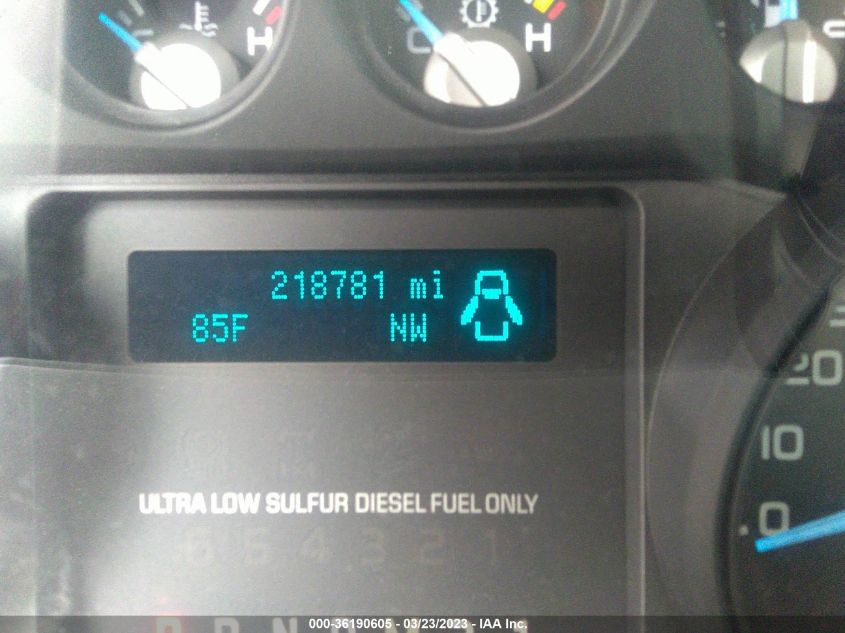 H
C
H
218781 mi
85F NW
20
10
0
ULTRA LOW SULFUR DIESEL FUEL ONLY
6 5 4 3 2 1
000-36190605 - 03/23/2023 - IAA Inc.